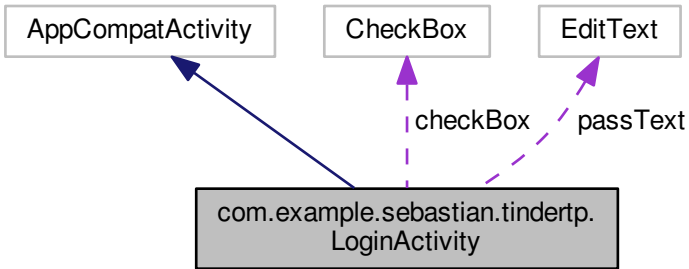 AppCompatActivity
CheckBox
EditText
checkBox
passText
com.example.sebastian.tindertp.
LoginActivity